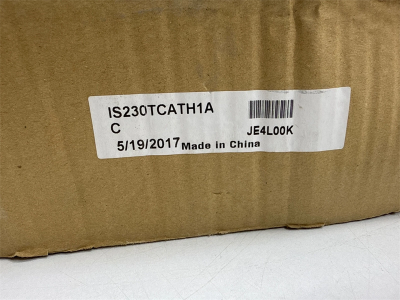 IS230TCATH1A
C
JE4L00K
5/19/2017 Made in China